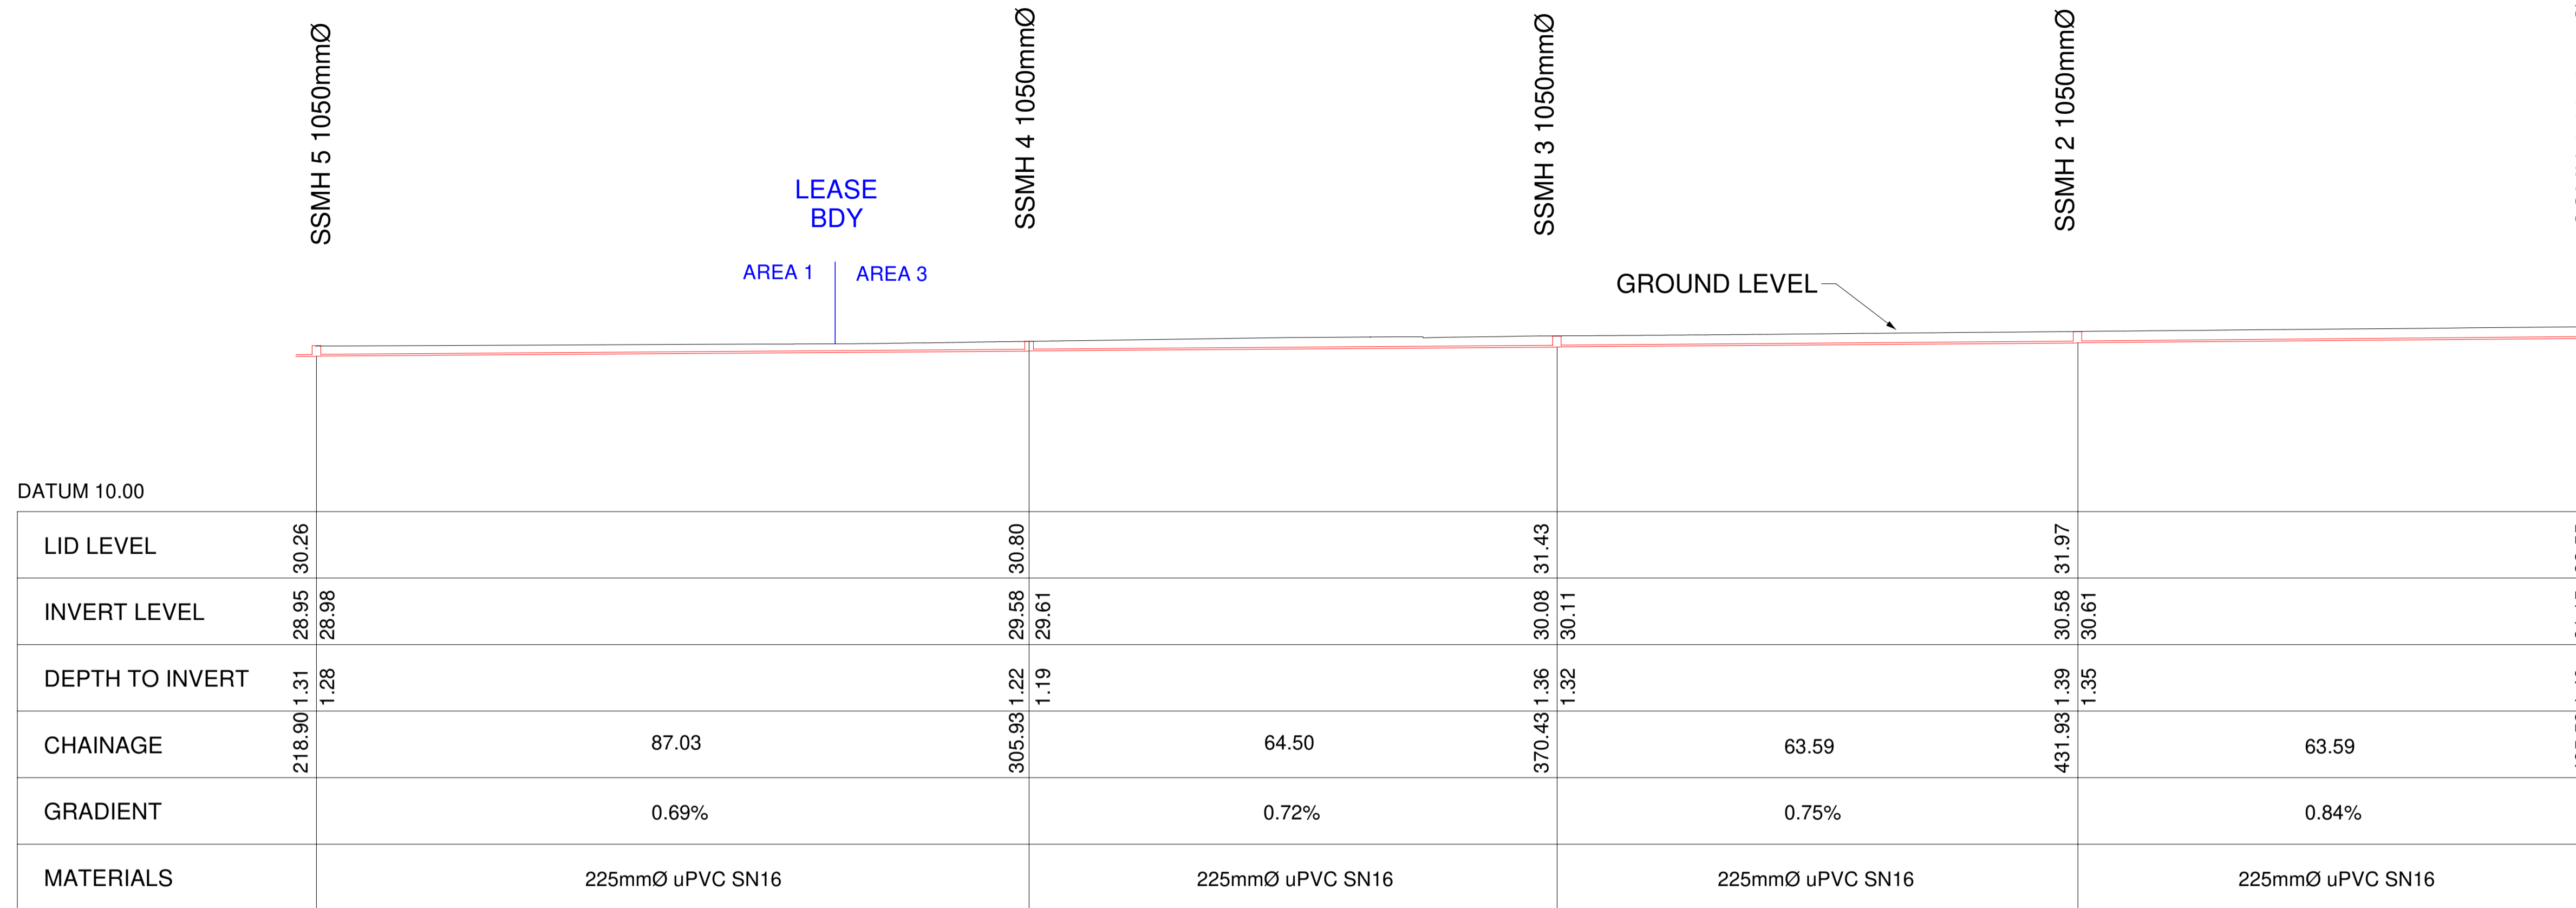 SSMH 5 1050mmØ
SSMH 4 1050mmØ
SSMH 3 1050mmØ
SSMH 2 1050mmØ
LEASE
BDY
AREA 1
AREA 3
GROUND LEVEL
DATUM 10.00
LID LEVEL 30.26 30.80 31.43 31.97
INVERT LEVEL 28.95 28.98 29.58 29.61 30.08 30.11 30.58 30.61
DEPTH TO INVERT 1.31 1.28 1.22 1.19 1.36 1.32 1.39 1.35
CHAINAGE 218.90 87.03 305.93 64.50 370.43 63.59 431.93 63.59
GRADIENT 0.69% 0.72% 0.75% 0.84%
MATERIALS 225mmØ uPVC SN16 225mmØ uPVC SN16 225mmØ uPVC SN16 225mmØ uPVC SN16